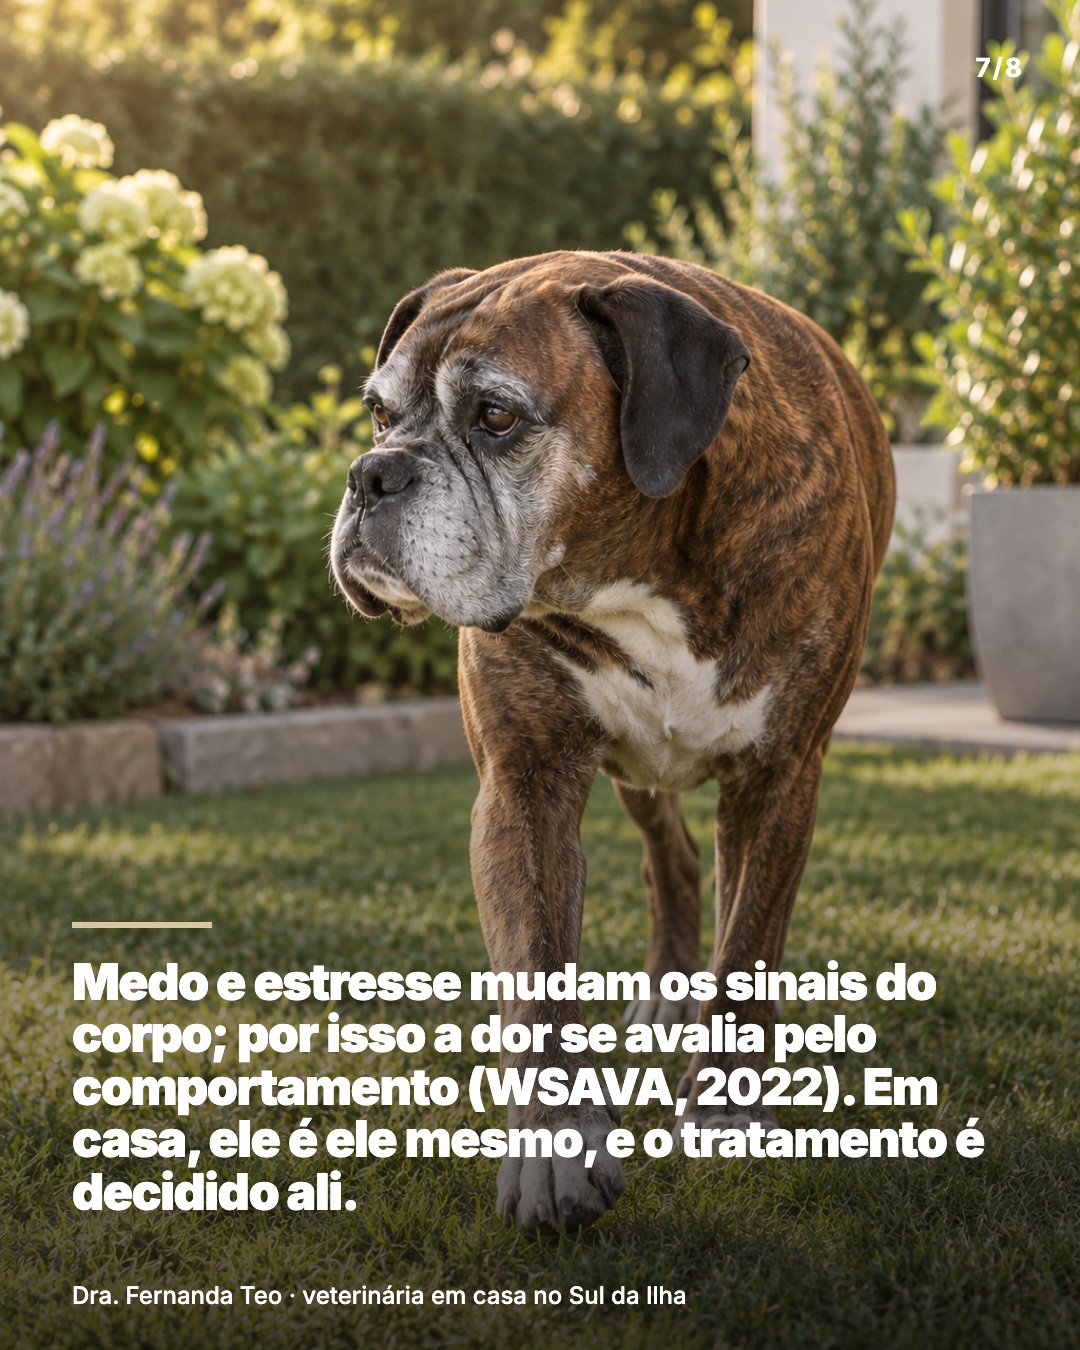 7/8
Medo e estresse mudam os sinais do
corpo; por isso a dor se avalia pelo
comportamento (WSAVA, 2022). Em
casa, ele é ele mesmo, e o tratamento é
decidido ali.
Dra. Fernanda Teo · veterinária em casa no Sul da Ilha